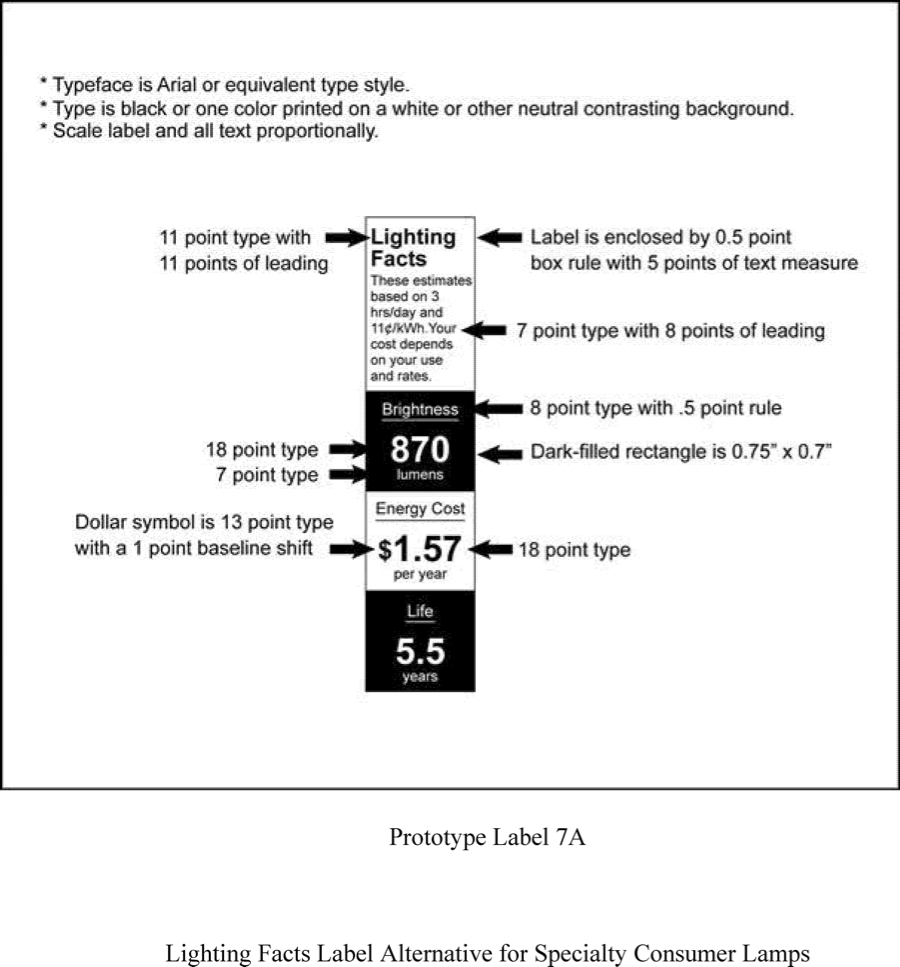 * Typeface is Arial or equivalent type style.
* Type is black or one color printed on a white or other neutral contrasting background.
* Scale label and all text proportionally.
11 point type with
11 points of leading
Lighting
Facts
These estimates
based on 3
hrs/day and
11¢/kWh.Your
cost depends
on your use
and rates.
Label is enclosed by 0.5 point
box rule with 5 points of text measure
7 point type with 8 points of leading
Brightness
8 point type with .5 point rule
18 point type
7 point type
870
lumens
Dark-filled rectangle is 0.75” x 0.7”
Energy Cost
Dollar symbol is 13 point type
with a 1 point baseline shift
$1.57
per year
18 point type
Life
5.5
years
Prototype Label 7A
Lighting Facts Label Alternative for Specialty Consumer Lamps